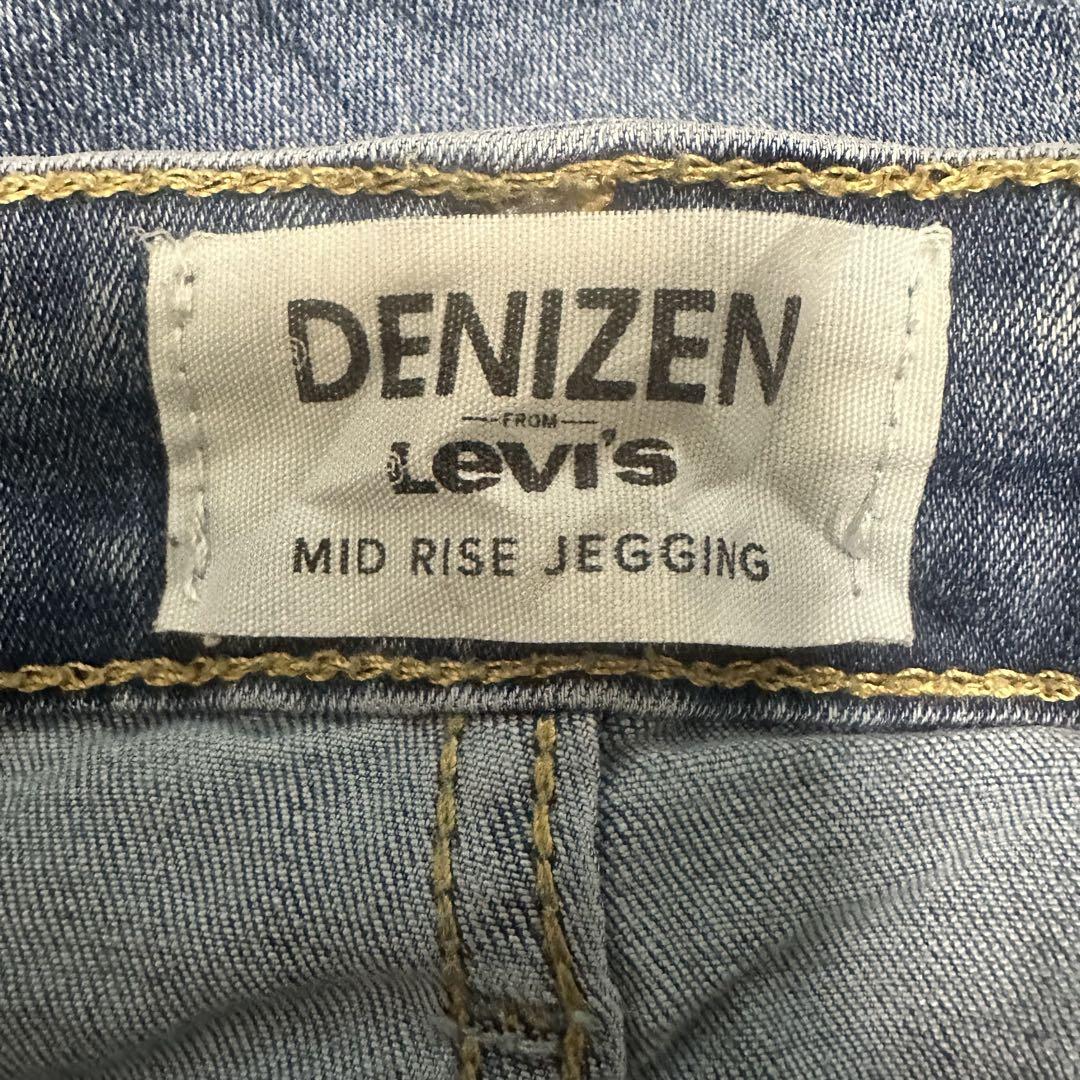 DENIZEN
FROM
Levi's
MID RISE JEGGING